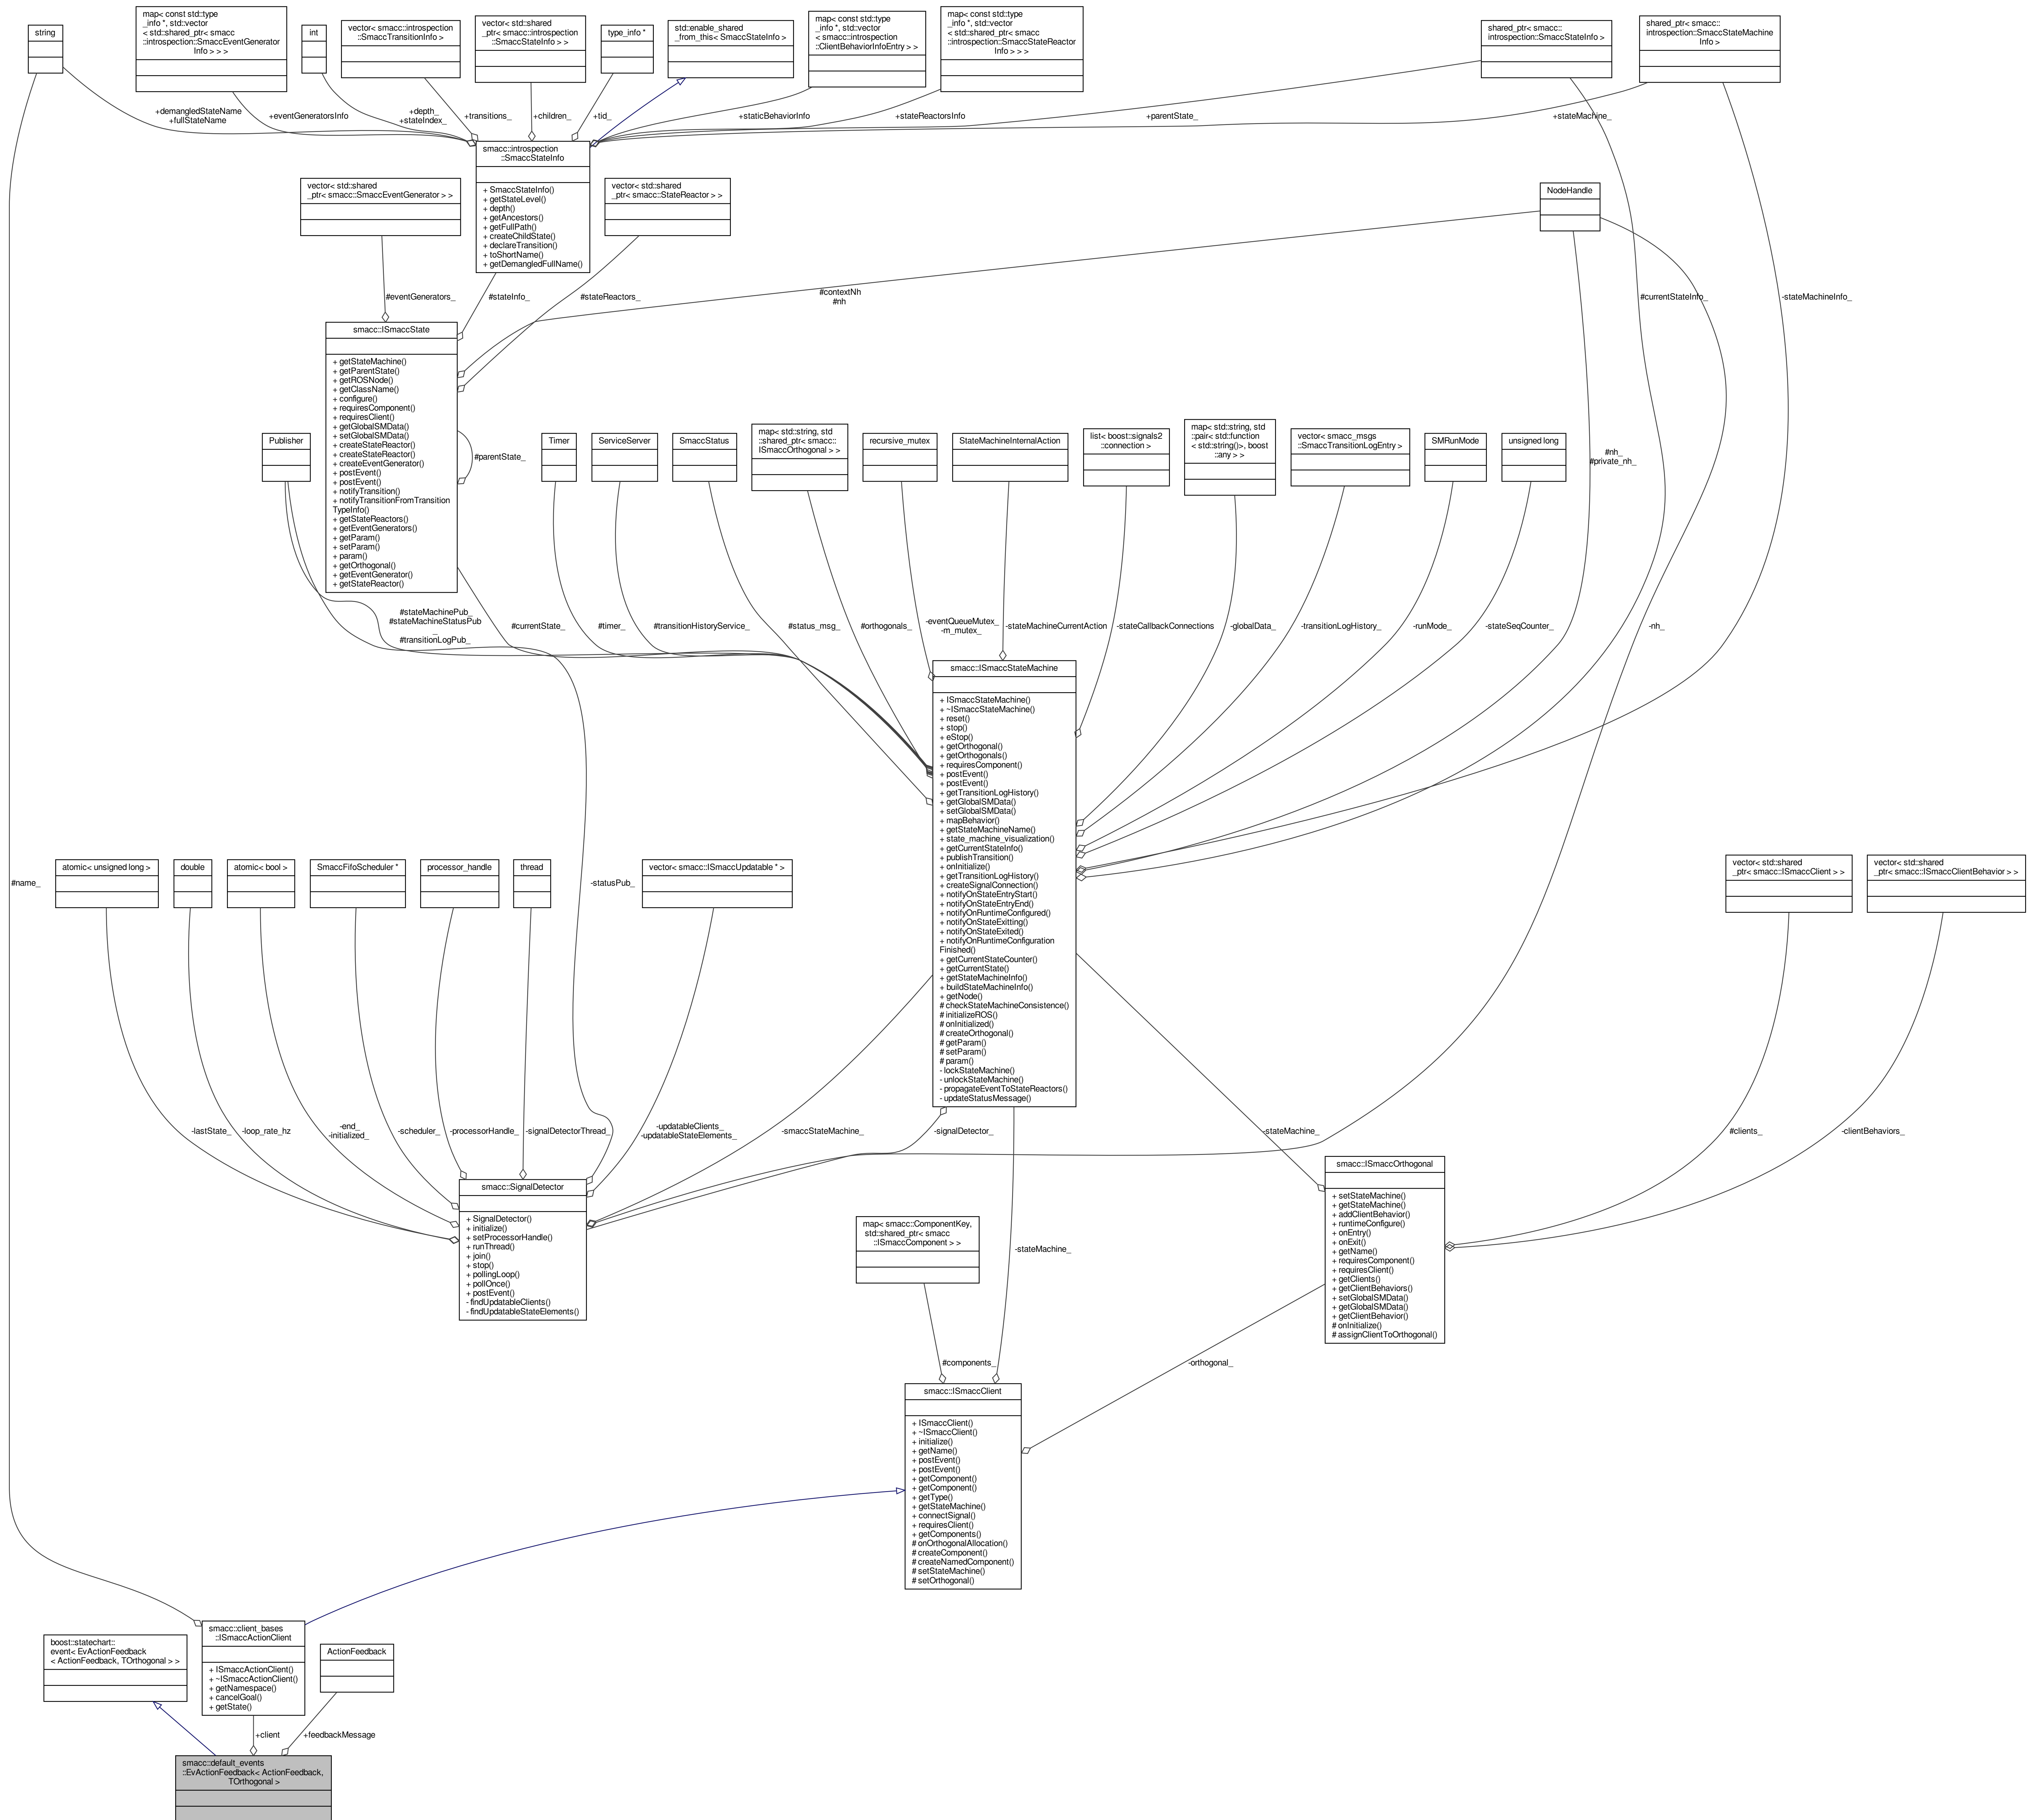 string
map< const std::type
_info *, std::vector
< std::shared_ptr< smacc
::introspection::SmaccEventGenerator
Info > > >
int
vector< smacc::introspection
::SmaccTransitionInfo >
vector< std::shared
_ptr< smacc::introspection
::SmaccStateInfo > >
type_info *
std::enable_shared
_from_this< SmaccStateInfo >
map< const std::type
_info *, std::vector
< smacc::introspection
::ClientBehaviorInfoEntry > >
map< const std::type
_info *, std::vector
< std::shared_ptr< smacc
::introspection::SmaccStateReactor
Info > > >
shared_ptr< smacc::
introspection::SmaccStateInfo >
shared_ptr< smacc::
introspection::SmaccStateMachine
Info >
+demangledStateName
+fullStateName
+eventGeneratorsInfo
+depth_
+stateIndex_
+transitions_
+children_
+tid_
+staticBehaviorInfo
+stateReactorsInfo
+parentState_
+stateMachine_
smacc::introspection
::SmaccStateInfo
+ SmaccStateInfo()
+ getStateLevel()
+ depth()
+ getAncestors()
+ getFullPath()
+ createChildState()
+ declareTransition()
+ toShortName()
+ getDemangledFullName()
vector< std::shared
_ptr< smacc::SmaccEventGenerator > >
vector< std::shared
_ptr< smacc::StateReactor > >
NodeHandle
#eventGenerators_
#stateInfo_
#stateReactors_
#contextNh
#nh
#currentStateInfo_
-stateMachineInfo_
smacc::ISmaccState
+ getStateMachine()
+ getParentState()
+ getROSNode()
+ getClassName()
+ configure()
+ requiresComponent()
+ requiresClient()
+ getGlobalSMData()
+ setGlobalSMData()
+ createStateReactor()
+ createStateReactor()
+ createEventGenerator()
+ postEvent()
+ postEvent()
+ notifyTransition()
+ notifyTransitionFromTransition
TypeInfo()
+ getStateReactors()
+ getEventGenerators()
+ getParam()
+ setParam()
+ param()
+ getOrthogonal()
+ getEventGenerator()
+ getStateReactor()
#parentState_
Publisher
Timer
ServiceServer
SmaccStatus
map< std::string, std
::shared_ptr< smacc::
ISmaccOrthogonal > >
recursive_mutex
StateMachineInternalAction
list< boost::signals2
::connection >
map< std::string, std
::pair< std::function
< std::string()>, boost
::any > >
vector< smacc_msgs
::SmaccTransitionLogEntry >
SMRunMode
unsigned long
#nh_
#private_nh_
#stateMachinePub_
#stateMachineStatusPub
_
#transitionLogPub_
#currentState_
#timer_
#transitionHistoryService_
#status_msg_
#orthogonals_
-eventQueueMutex_
-m_mutex_
-stateMachineCurrentAction
-stateCallbackConnections
-globalData_
-transitionLogHistory_
-runMode_
-stateSeqCounter_
-nh_
smacc::ISmaccStateMachine
+ ISmaccStateMachine()
+ ~ISmaccStateMachine()
+ reset()
+ stop()
+ eStop()
+ getOrthogonal()
+ getOrthogonals()
+ requiresComponent()
+ postEvent()
+ postEvent()
+ getTransitionLogHistory()
+ getGlobalSMData()
+ setGlobalSMData()
+ mapBehavior()
+ getStateMachineName()
+ state_machine_visualization()
+ getCurrentStateInfo()
+ publishTransition()
+ onInitialize()
+ getTransitionLogHistory()
+ createSignalConnection()
+ notifyOnStateEntryStart()
+ notifyOnStateEntryEnd()
+ notifyOnRuntimeConfigured()
+ notifyOnStateExitting()
+ notifyOnStateExited()
+ notifyOnRuntimeConfiguration
Finished()
+ getCurrentStateCounter()
+ getCurrentState()
+ getStateMachineInfo()
+ buildStateMachineInfo()
+ getNode()
# checkStateMachineConsistence()
# initializeROS()
# onInitialized()
# createOrthogonal()
# getParam()
# setParam()
# param()
- lockStateMachine()
- unlockStateMachine()
- propagateEventToStateReactors()
- updateStatusMessage()
#name_
atomic< unsigned long >
double
atomic< bool >
SmaccFifoScheduler *
processor_handle
thread
-statusPub_
vector< smacc::ISmaccUpdatable * >
vector< std::shared
_ptr< smacc::ISmaccClient > >
vector< std::shared
_ptr< smacc::ISmaccClientBehavior > >
-lastState_
-loop_rate_hz
-end_
-initialized_
-scheduler_
-processorHandle_
-signalDetectorThread_
-updatableClients_
-updatableStateElements_
-smaccStateMachine_
-signalDetector_
-stateMachine_
#clients_
-clientBehaviors_
smacc::SignalDetector
+ SignalDetector()
+ initialize()
+ setProcessorHandle()
+ runThread()
+ join()
+ stop()
+ pollingLoop()
+ pollOnce()
+ postEvent()
- findUpdatableClients()
- findUpdatableStateElements()
smacc::ISmaccOrthogonal
+ setStateMachine()
+ getStateMachine()
+ addClientBehavior()
+ runtimeConfigure()
+ onEntry()
+ onExit()
+ getName()
+ requiresComponent()
+ requiresClient()
+ getClients()
+ getClientBehaviors()
+ setGlobalSMData()
+ getGlobalSMData()
+ getClientBehavior()
# onInitialize()
# assignClientToOrthogonal()
map< smacc::ComponentKey,
std::shared_ptr< smacc
::ISmaccComponent > >
-stateMachine_
#components_
-orthogonal_
smacc::ISmaccClient
+ ISmaccClient()
+ ~ISmaccClient()
+ initialize()
+ getName()
+ postEvent()
+ postEvent()
+ getComponent()
+ getComponent()
+ getType()
+ getStateMachine()
+ connectSignal()
+ requiresClient()
+ getComponents()
# onOrthogonalAllocation()
# createComponent()
# createNamedComponent()
# setStateMachine()
# setOrthogonal()
boost::statechart::
event< EvActionFeedback
< ActionFeedback, TOrthogonal > >
smacc::client_bases
::ISmaccActionClient
+ ISmaccActionClient()
+ ~ISmaccActionClient()
+ getNamespace()
+ cancelGoal()
+ getState()
ActionFeedback
+client
+feedbackMessage
smacc::default_events
::EvActionFeedback< ActionFeedback,
TOrthogonal >